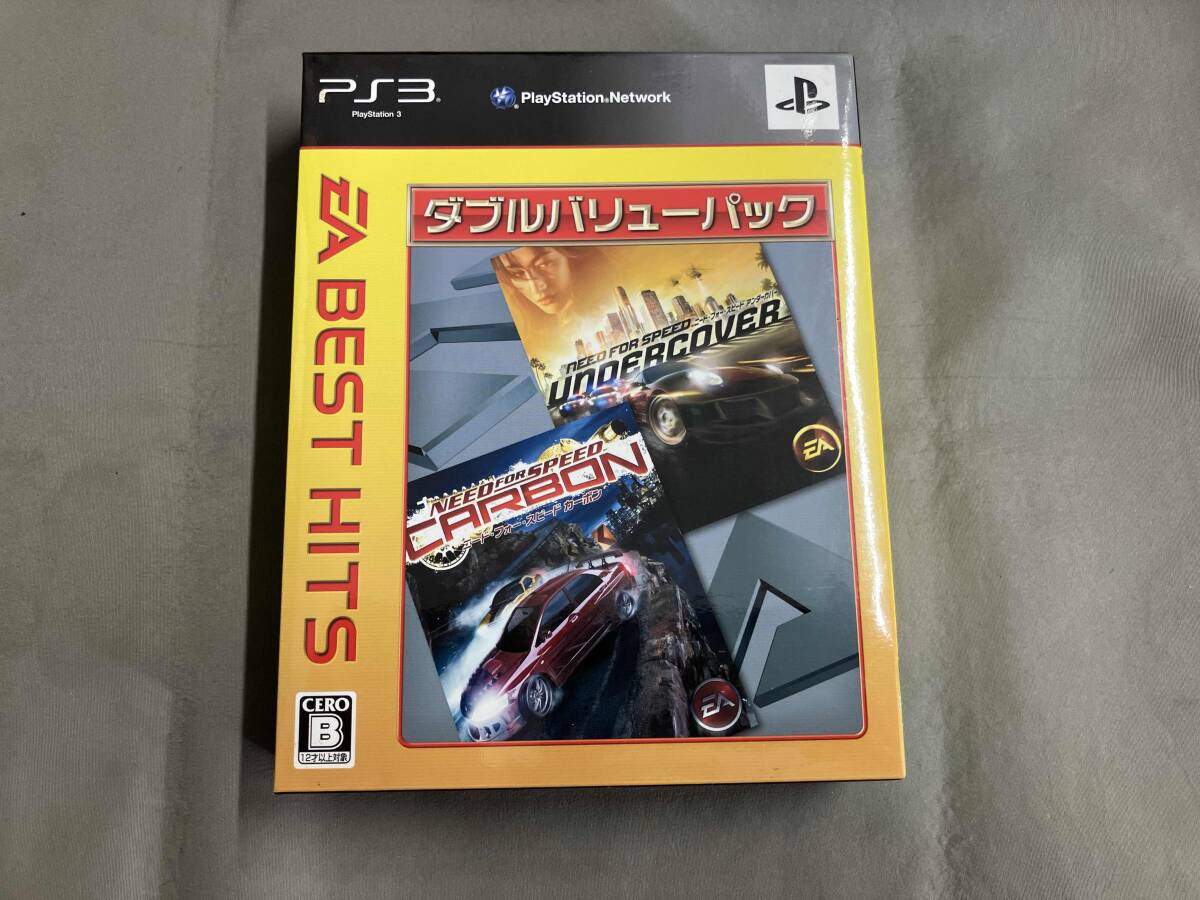 PS3
PlayStation 3
PlayStation®Network
EA BEST HITS
ダブルバリューパック
NEED FOR SPEED ニード・フォー・スピード アンダーカバー
UNDERCOVER
EA
NEED FOR SPEED
CARBON
ニード・フォー・スピード カーボン
EA
CERO
B
12才以上対象